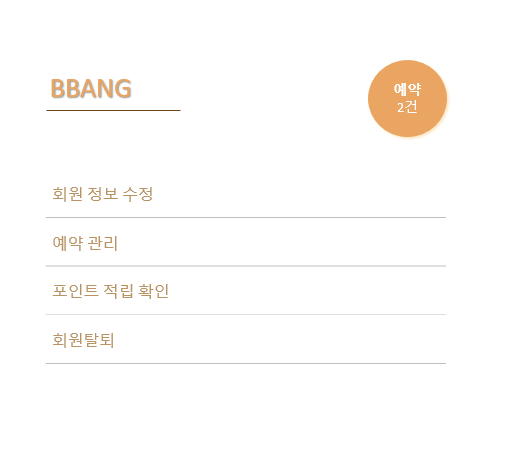 BBANG
예약
2건
회원 정보 수정
예약 관리
포인트 적립 확인
회원탈퇴